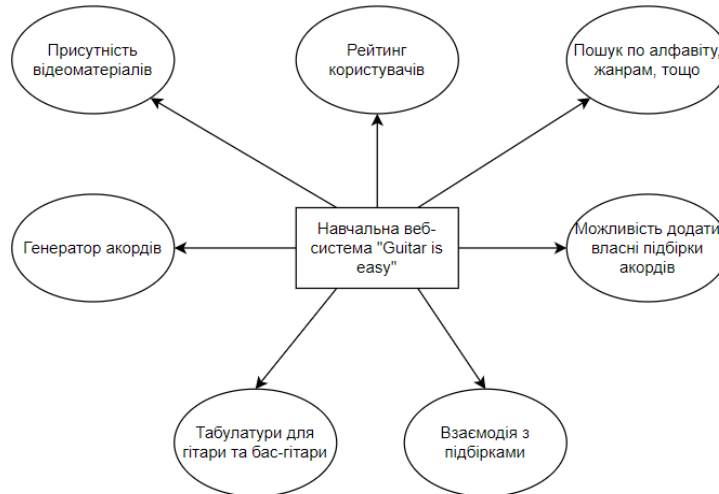 Присутність
відеоматеріалів
Рейтинг
користувачів
Пошук по алфавіту,
жанрам, тощо
Генератор акордів
Навчальна веб-
система "Guitar is
easy"
Можливість додати
власні підбірки
акордів
Табулатури для
гітари та бас-гітари
Взаємодія з
підбірками